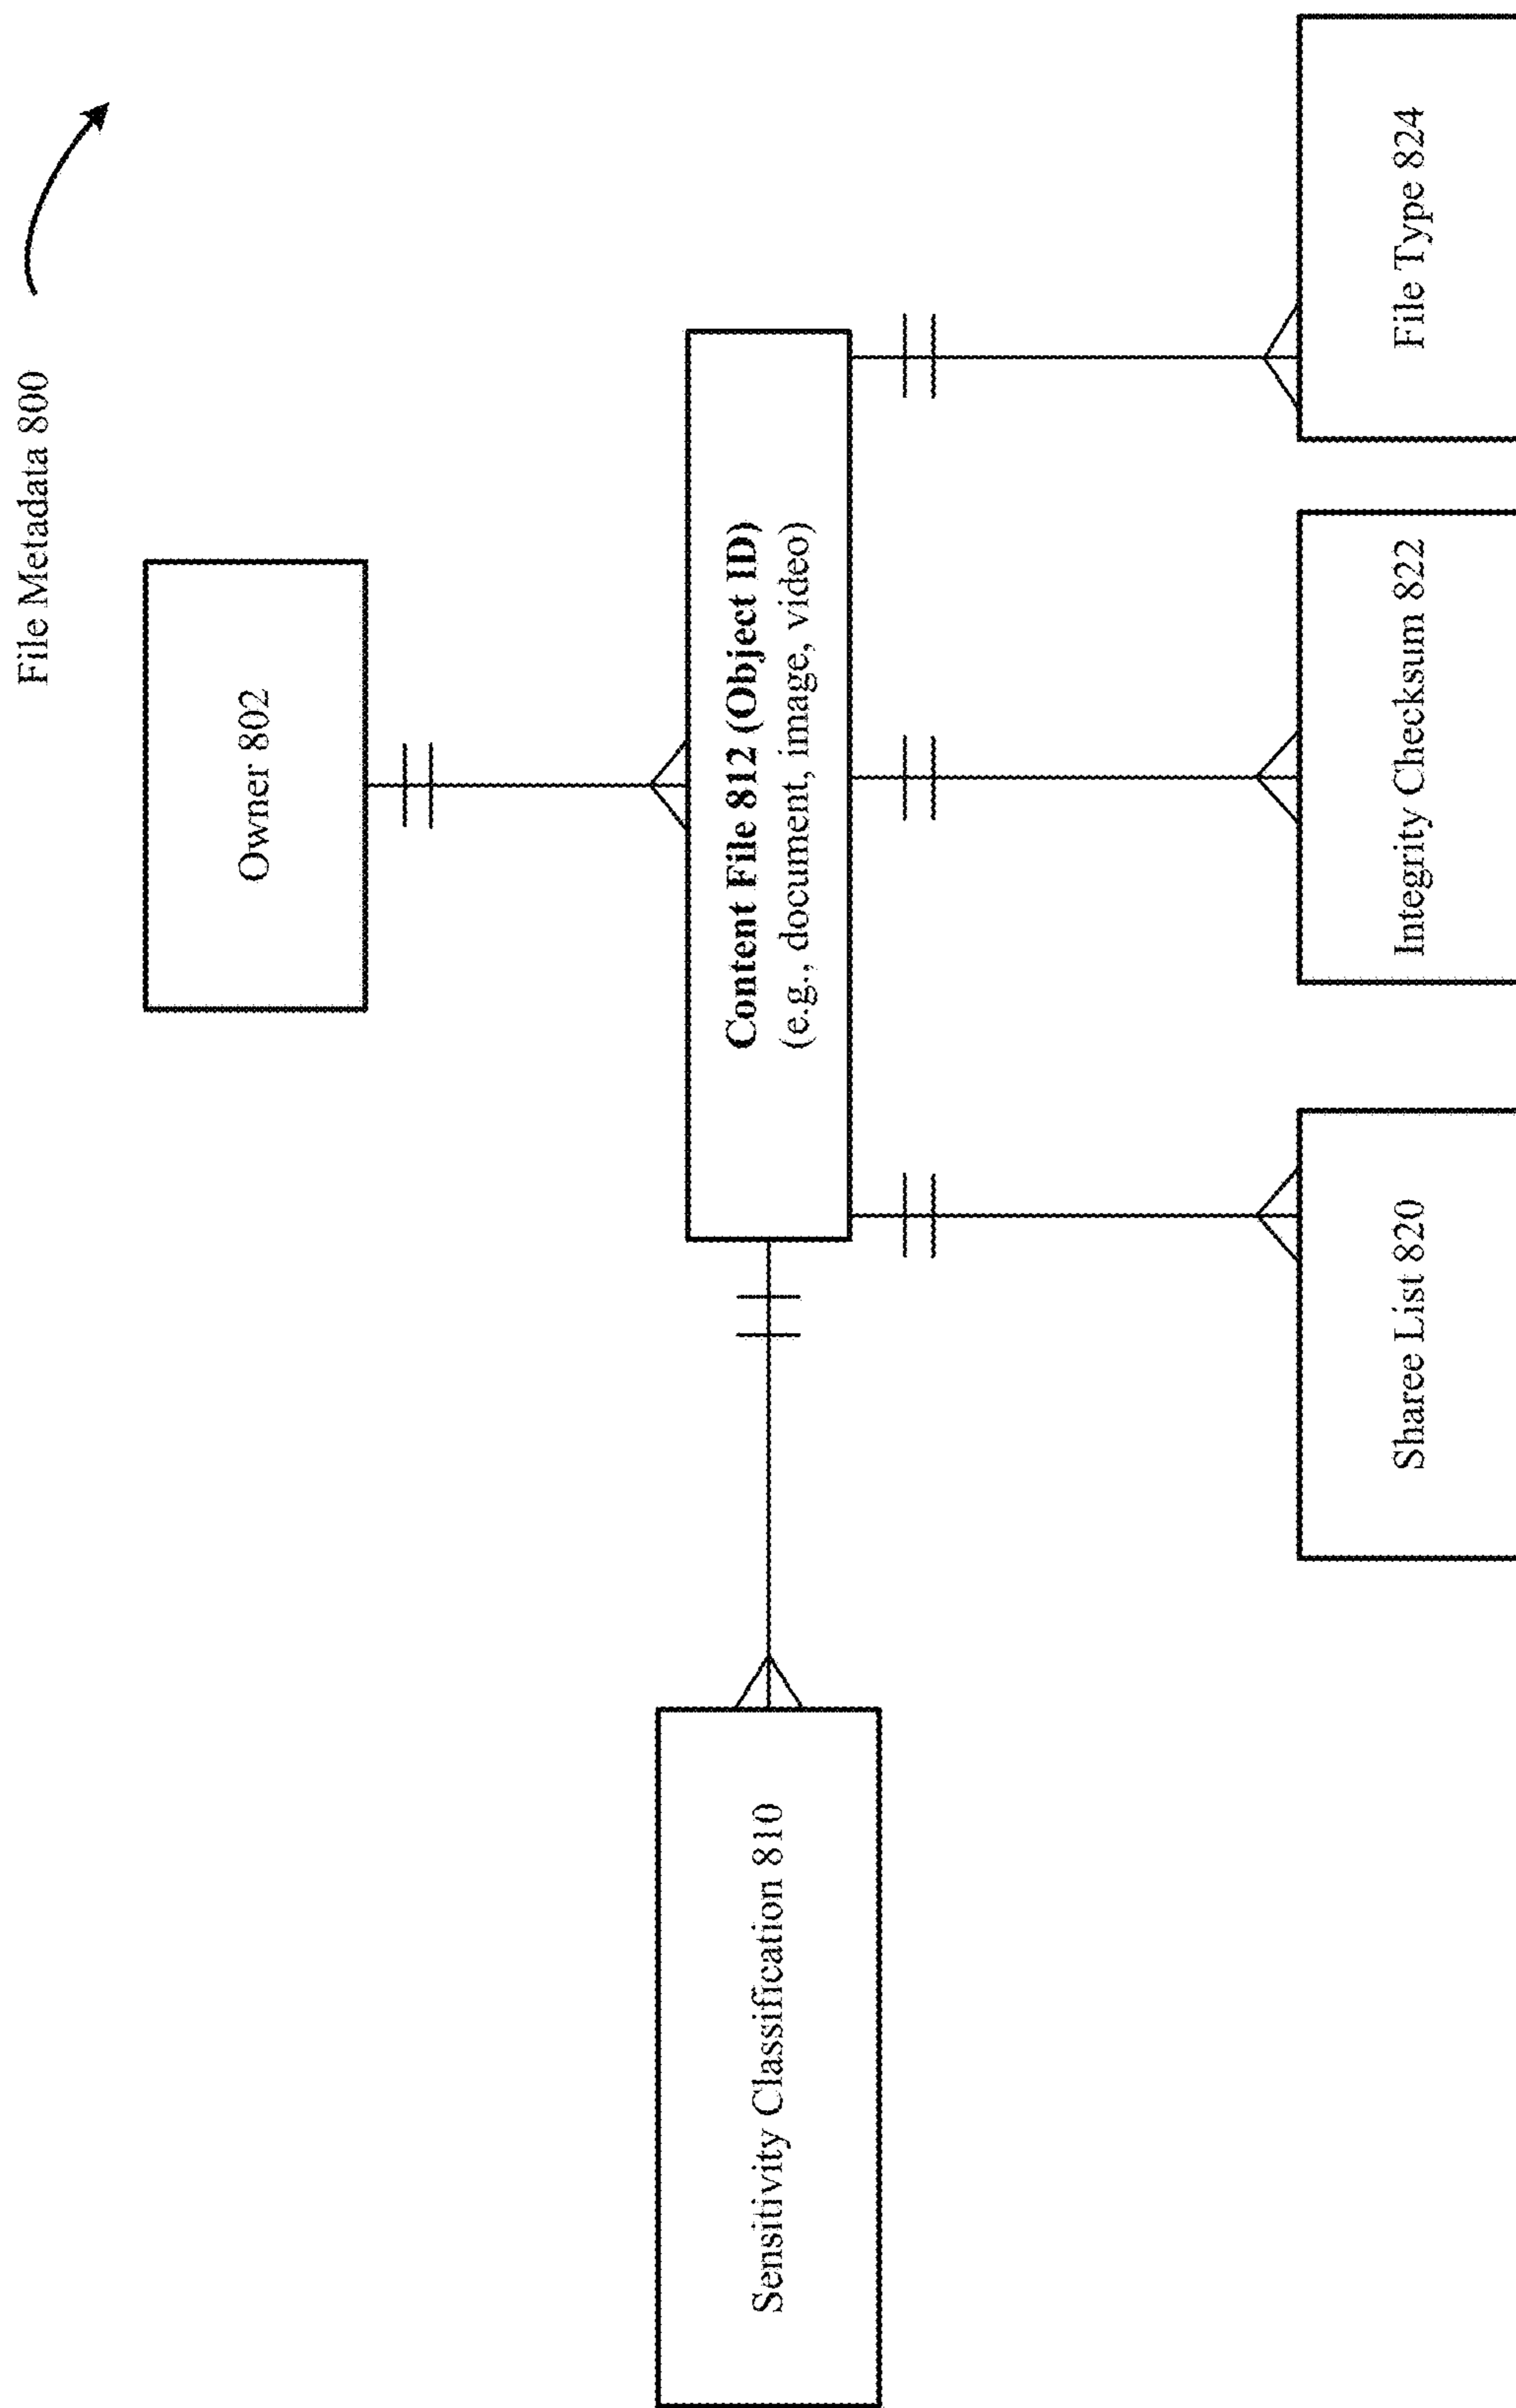 File Metadata 800
Owner 802
Sensitivity Classification 810
Content File 812 (Object ID)
(e.g., document, image, video)
Sharee List 820
Integrity Checksum 822
File Type 824